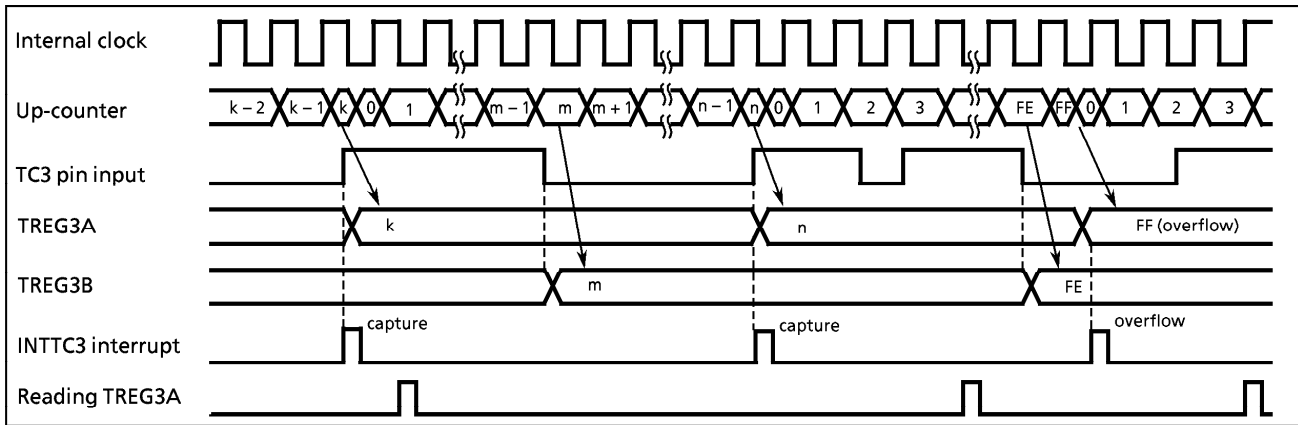 Internal clock
Up-counter
k – 2 k – 1 k 0 1 m – 1 m m + 1 n – 1 n 0 1 2 3 FE FF 0 1 2 3
TC3 pin input
TREG3A
k n FF (overflow)
TREG3B
m FE
INTTC3 interrupt
capture capture overflow
Reading TREG3A